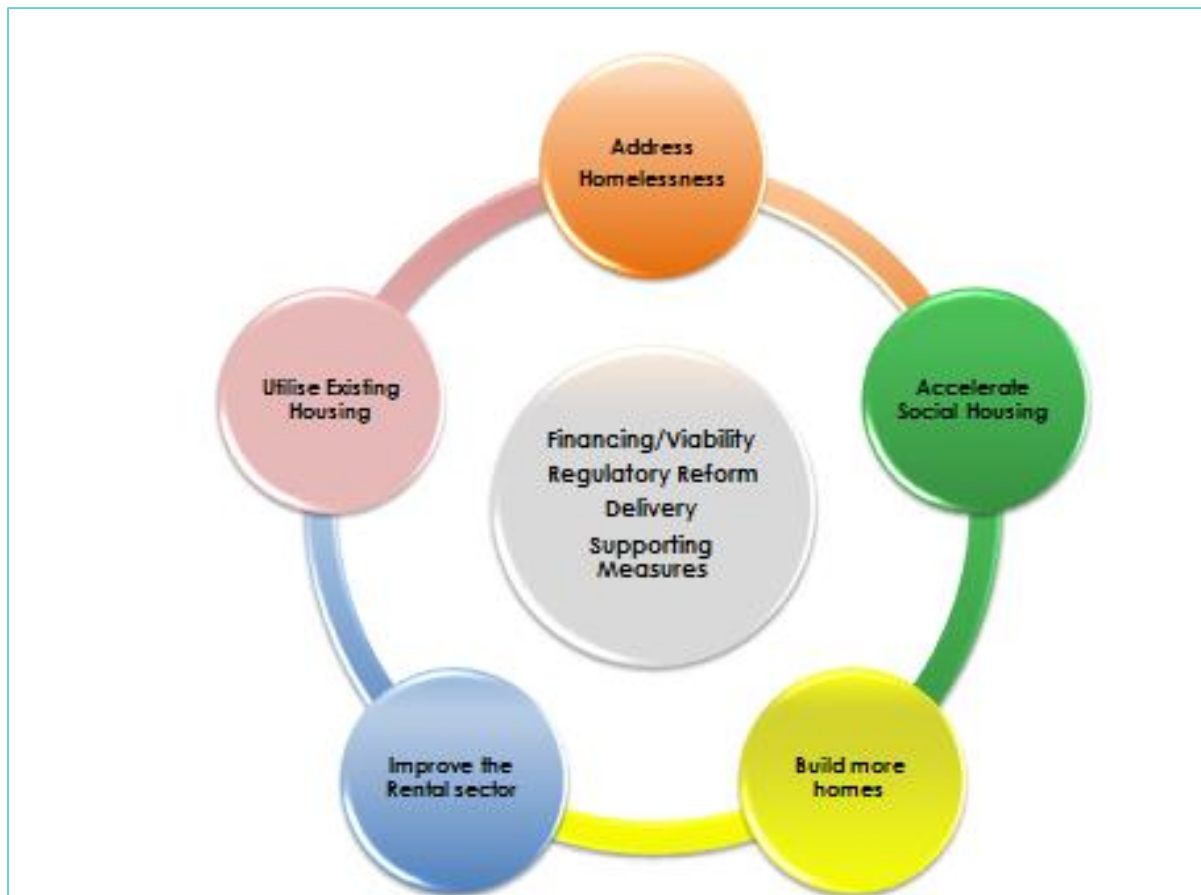 Address
Homelessness
Utilise Existing
Housing
Accelerate
Social Housing
Financing/Viability
Regulatory Reform
Delivery
Supporting
Measures
Improve the
Rental sector
Build more
homes